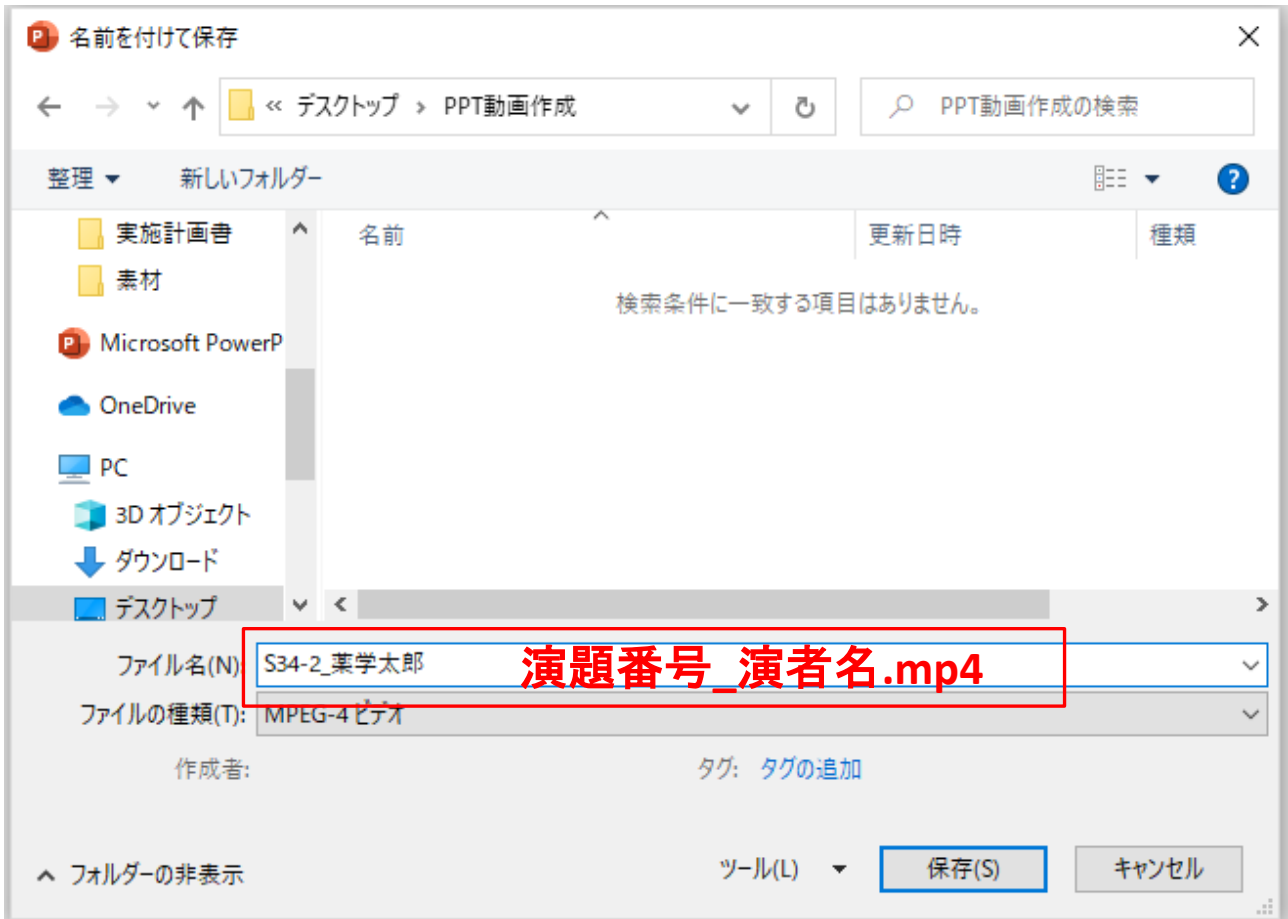 名前を付けて保存
« デスクトップ › PPT動画作成
PPT動画作成の検索
整理
新しいフォルダー
実施計画書
素材
Microsoft PowerP
OneDrive
PC
3D オブジェクト
ダウンロード
デスクトップ
名前
更新日時
種類
検索条件に一致する項目はありません。
ファイル名(N): S34-2_薬学太郎
演題番号_演者名.mp4
ファイルの種類(T): MPEG-4 ビデオ
作成者:
タグ: タグの追加
フォルダーの非表示
ツール(L)
保存(S)
キャンセル